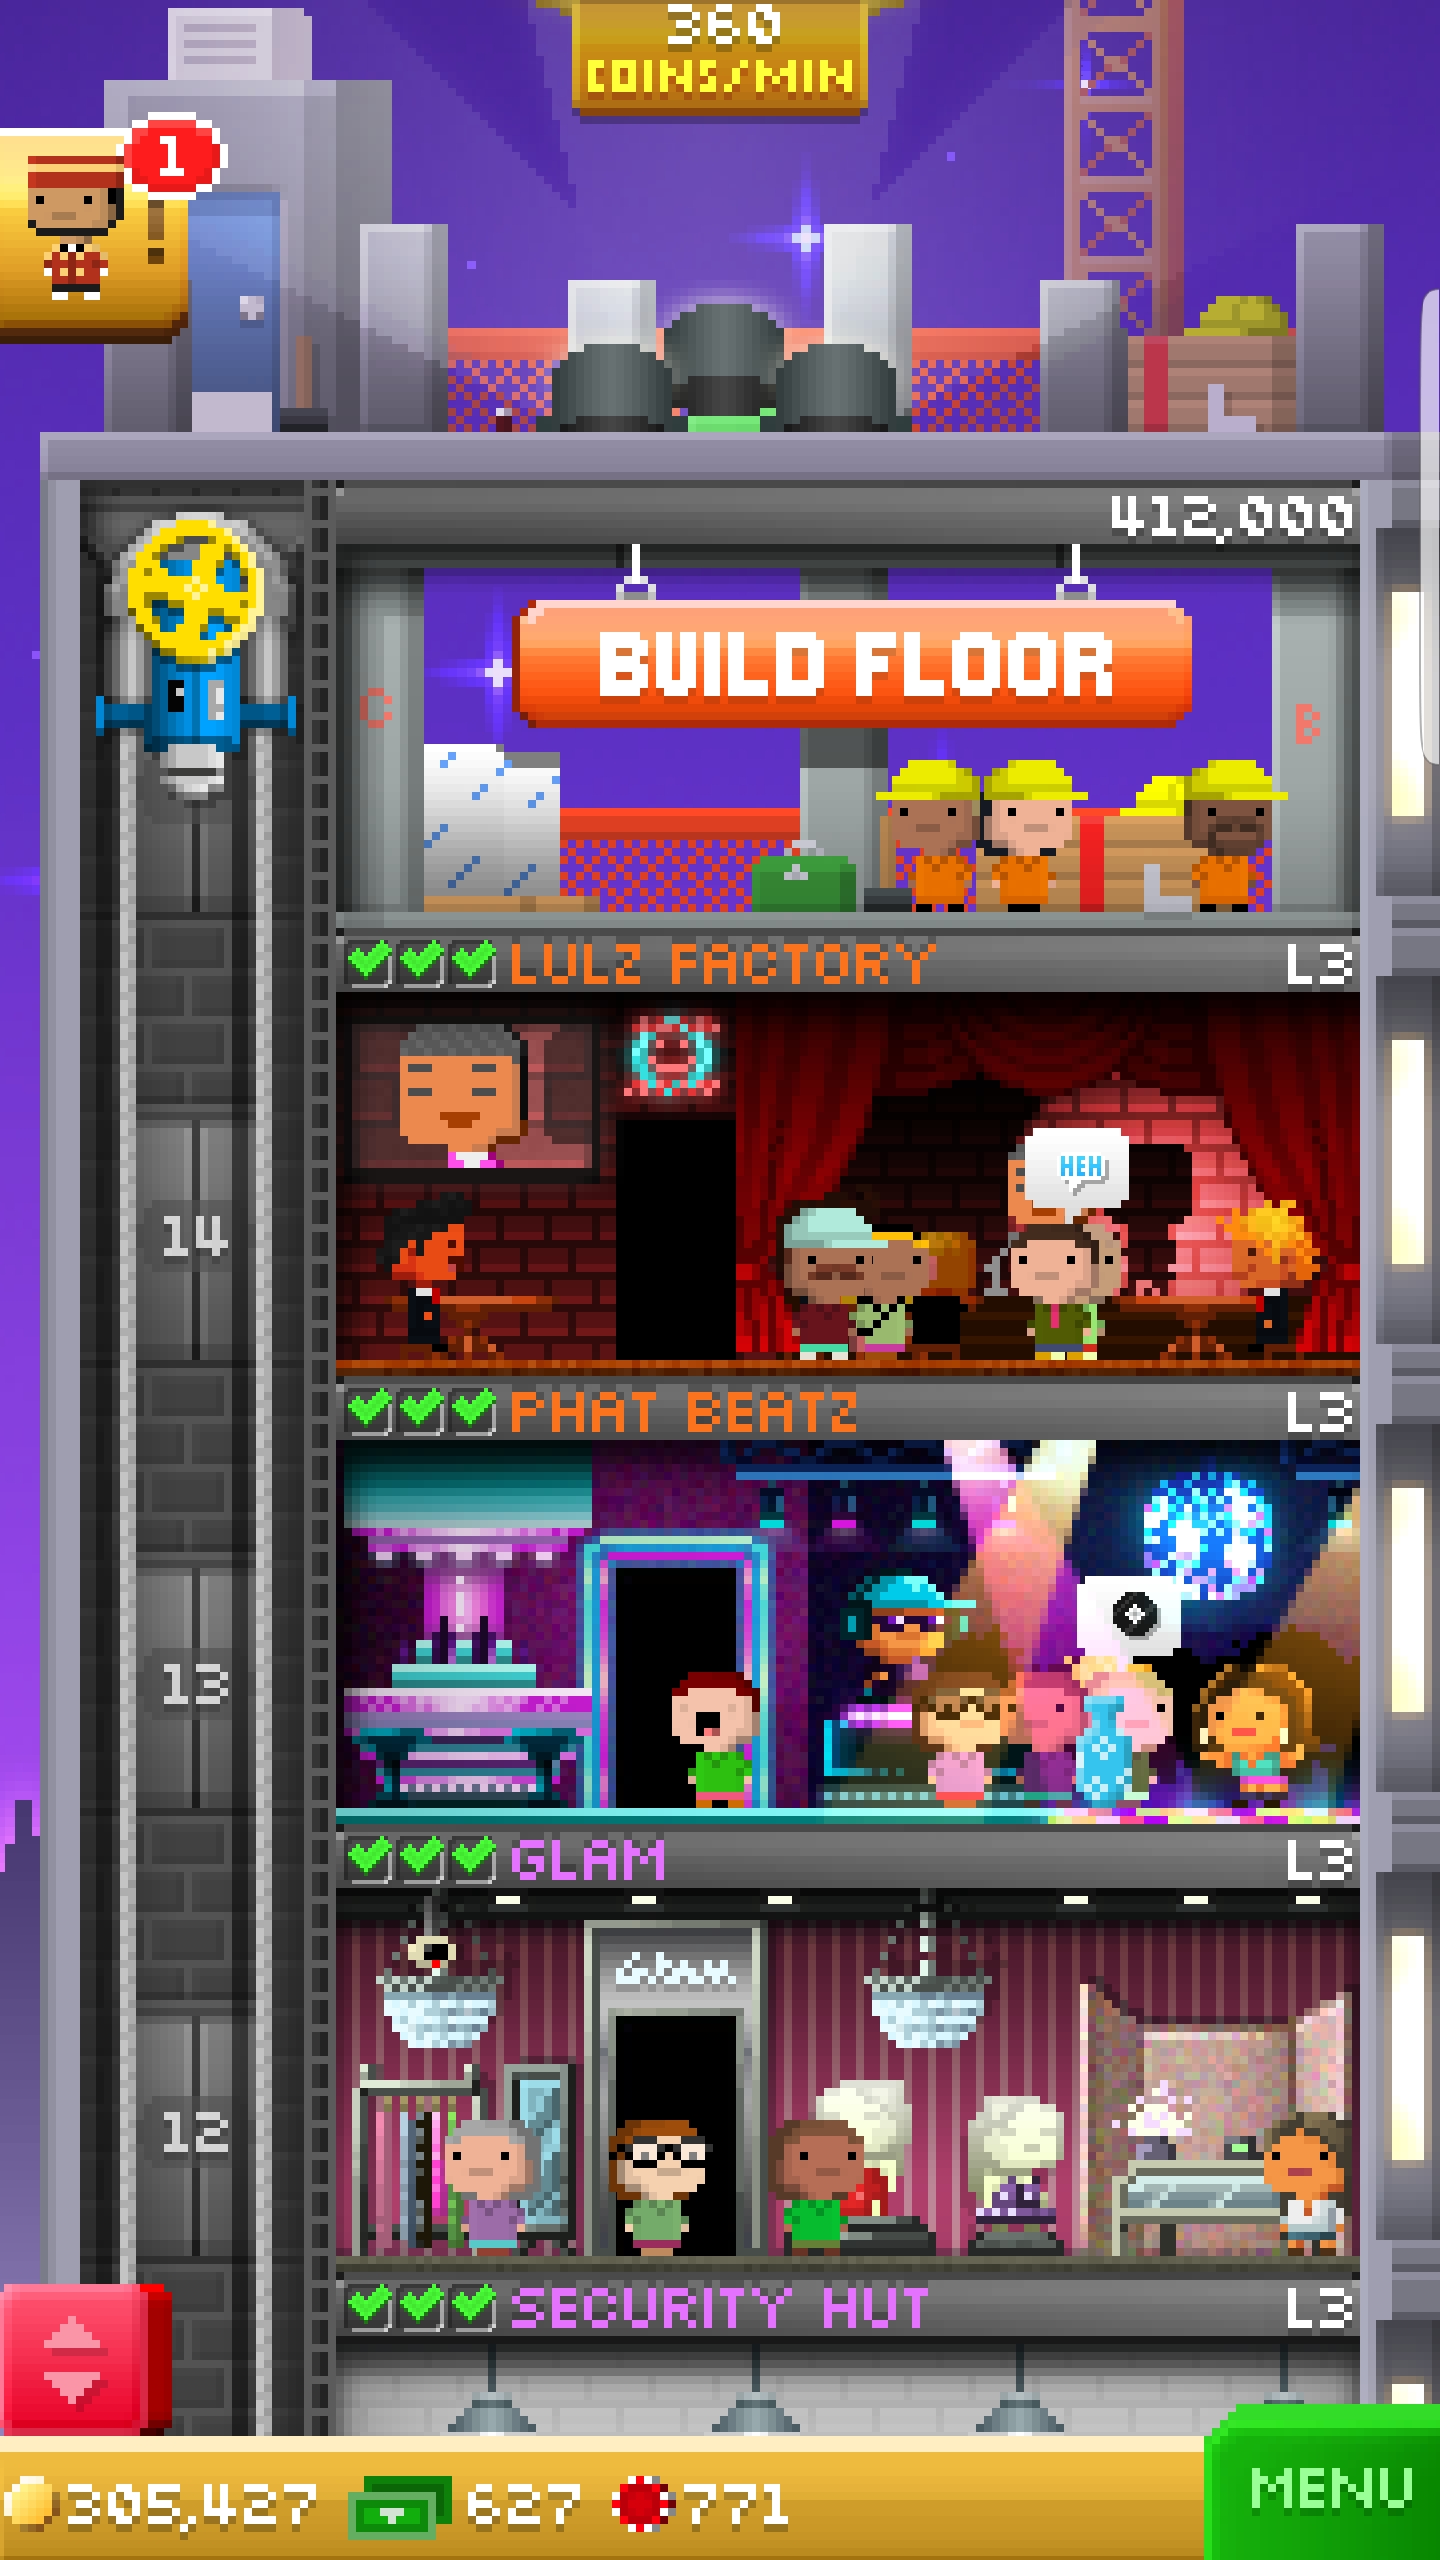 360
COINS/MIN
1
!
412,000
BUILD FLOOR
C
B
LULZ FACTORY L3
14
HEH
PHAT BEATZ L3
13
GLAM L3
Glam
12
SECURITY HUT L3
305,427 627 771
MENU